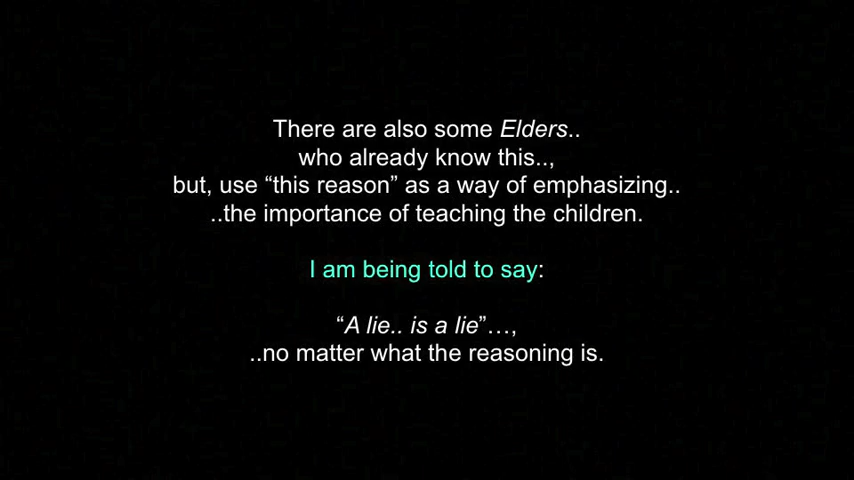 There are also some Elders..
who already know this..,
but, use “this reason” as a way of emphasizing..
..the importance of teaching the children.
I am being told to say:
“A lie.. is a lie”…,
..no matter what the reasoning is.